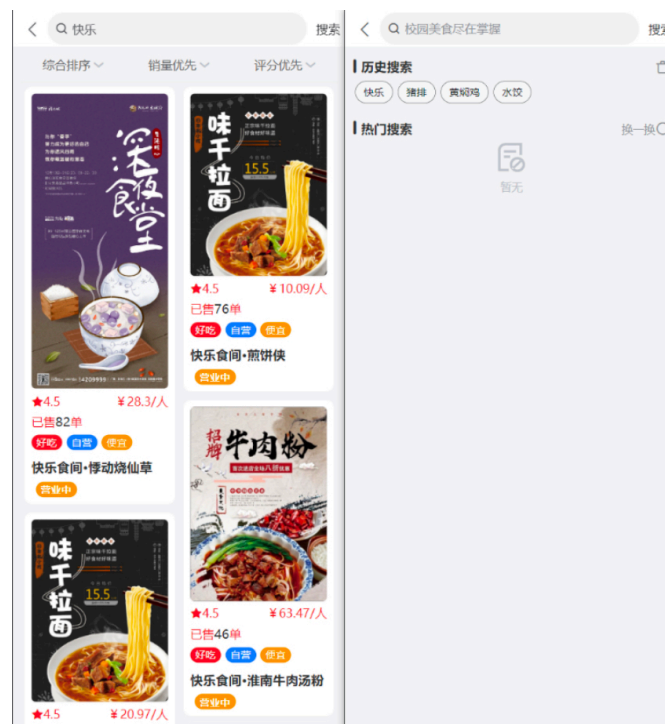 快乐
搜索
综合排序
销量优先
评分优先
深夜食堂
4.5
¥28.3/人
已售82单
好吃 自营 便宜
快乐食间•悸动烧仙草
营业中
味千拉面
15.5
4.5
¥20.97/人
味千拉面
15.5
4.5
¥10.09/人
已售76单
好吃 自营 便宜
快乐食间•煎饼侠
营业中
招牌
牛肉粉
4.5
¥63.47/人
已售46单
好吃 自营 便宜
快乐食间•淮南牛肉汤粉
营业中
校园美食尽在掌握
搜索
历史搜索
快乐 猪排 黄焖鸡 水饺
热门搜索
换一换
暂无